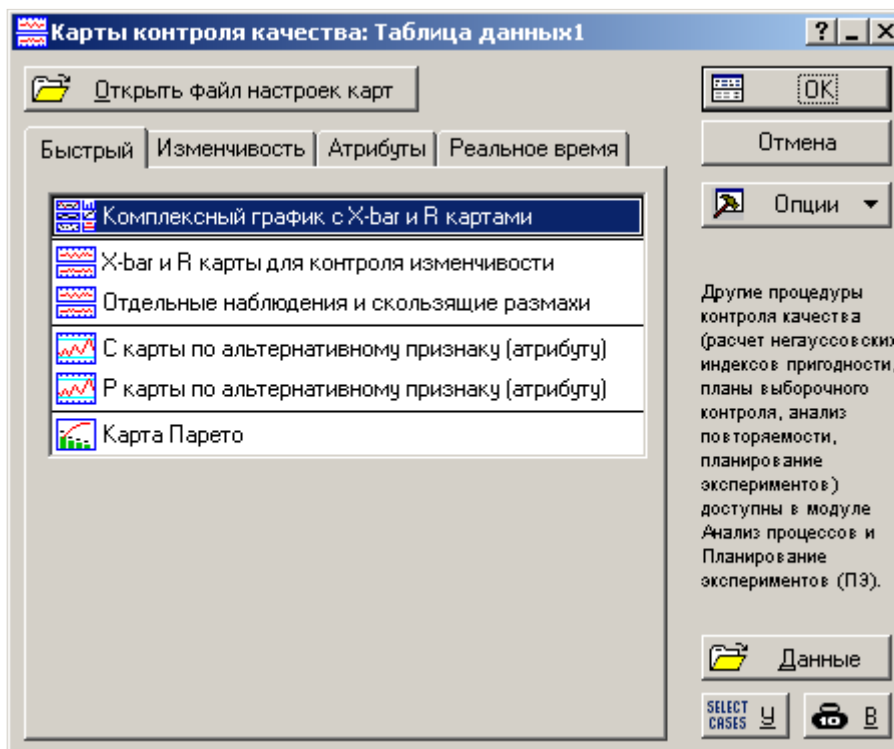 Карты контроля качества: Таблица данных1
Открыть файл настроек карт
OK
Отмена
Опции
Быстрый
Изменчивость
Атрибуты
Реальное время
Комплексный график с X-bar и R картами
X-bar и R карты для контроля изменчивости
Отдельные наблюдения и скользящие размахи
С карты по альтернативному признаку (атрибуту)
Р карты по альтернативному признаку (атрибуту)
Карта Парето
Другие процедуры
контроля качества
(расчет негауссовских
индексов пригодности,
планы выборочного
контроля, анализ
повторяемости,
планирование
экспериментов)
доступны в модуле
Анализ процессов и
Планирование
экспериментов (ПЭ).
Данные
SELECT
CASES
У
10
В